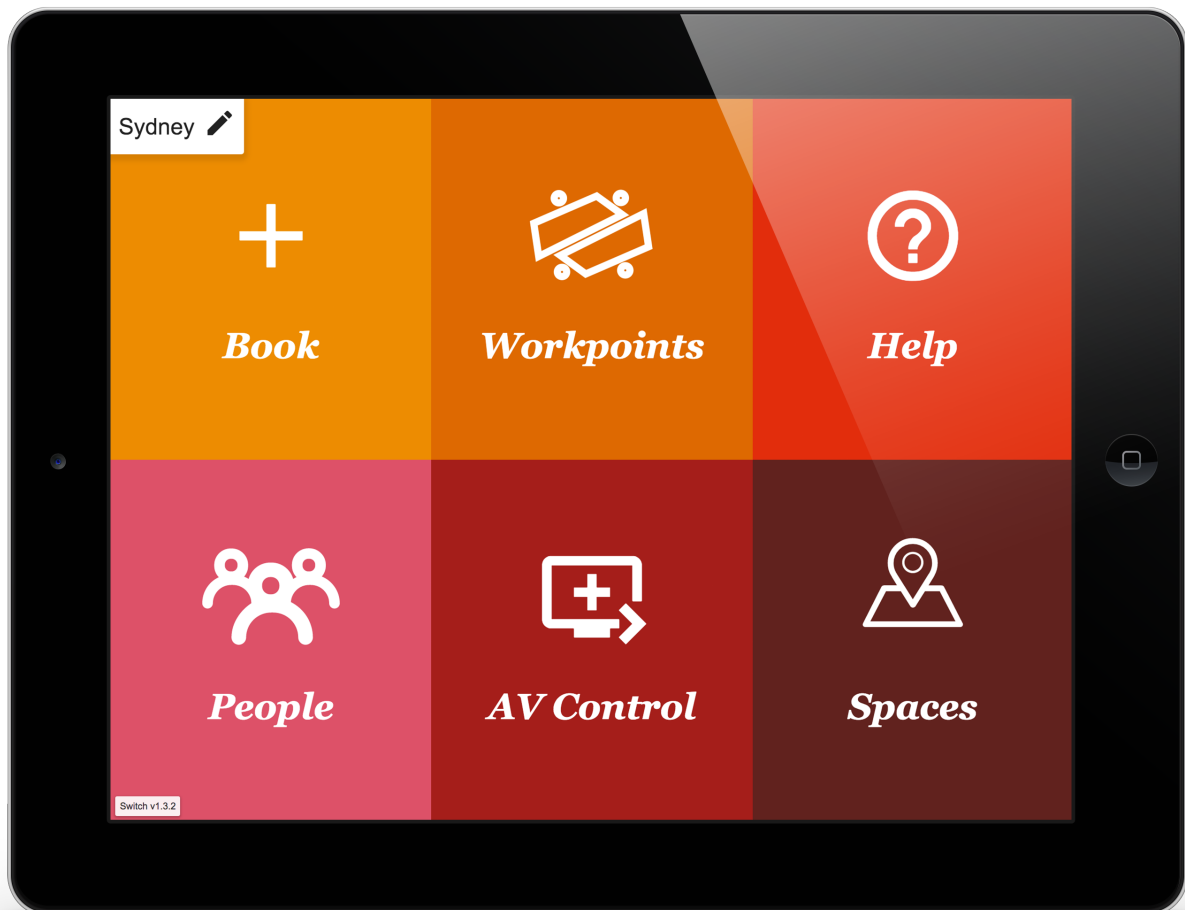 Sydney
Book
Workpoints
Help
People
AV Control
Spaces
Switch v1.3.2